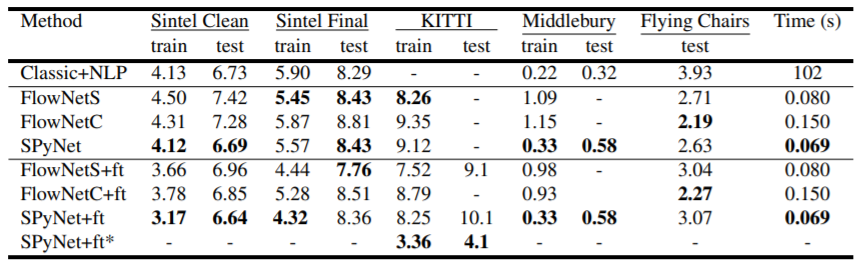 Method Sintel Clean Sintel Final KITTI Middlebury Flying Chairs Time (s)
train test train test train test train test test
Classic+NLP 4.13 6.73 5.90 8.29 - - 0.22 0.32 3.93 102
FlowNetS 4.50 7.42 5.45 8.43 8.26 - 1.09 - 2.71 0.080
FlowNetC 4.31 7.28 5.87 8.81 9.35 - 1.15 - 2.19 0.150
SPyNet 4.12 6.69 5.57 8.43 9.12 - 0.33 0.58 2.63 0.069
FlowNetS+ft 3.66 6.96 4.44 7.76 7.52 9.1 0.98 - 3.04 0.080
FlowNetC+ft 3.78 6.85 5.28 8.51 8.79 - 0.93 - 2.27 0.150
SPyNet+ft 3.17 6.64 4.32 8.36 8.25 10.1 0.33 0.58 3.07 0.069
SPyNet+ft* - - - - 3.36 4.1 - - - -